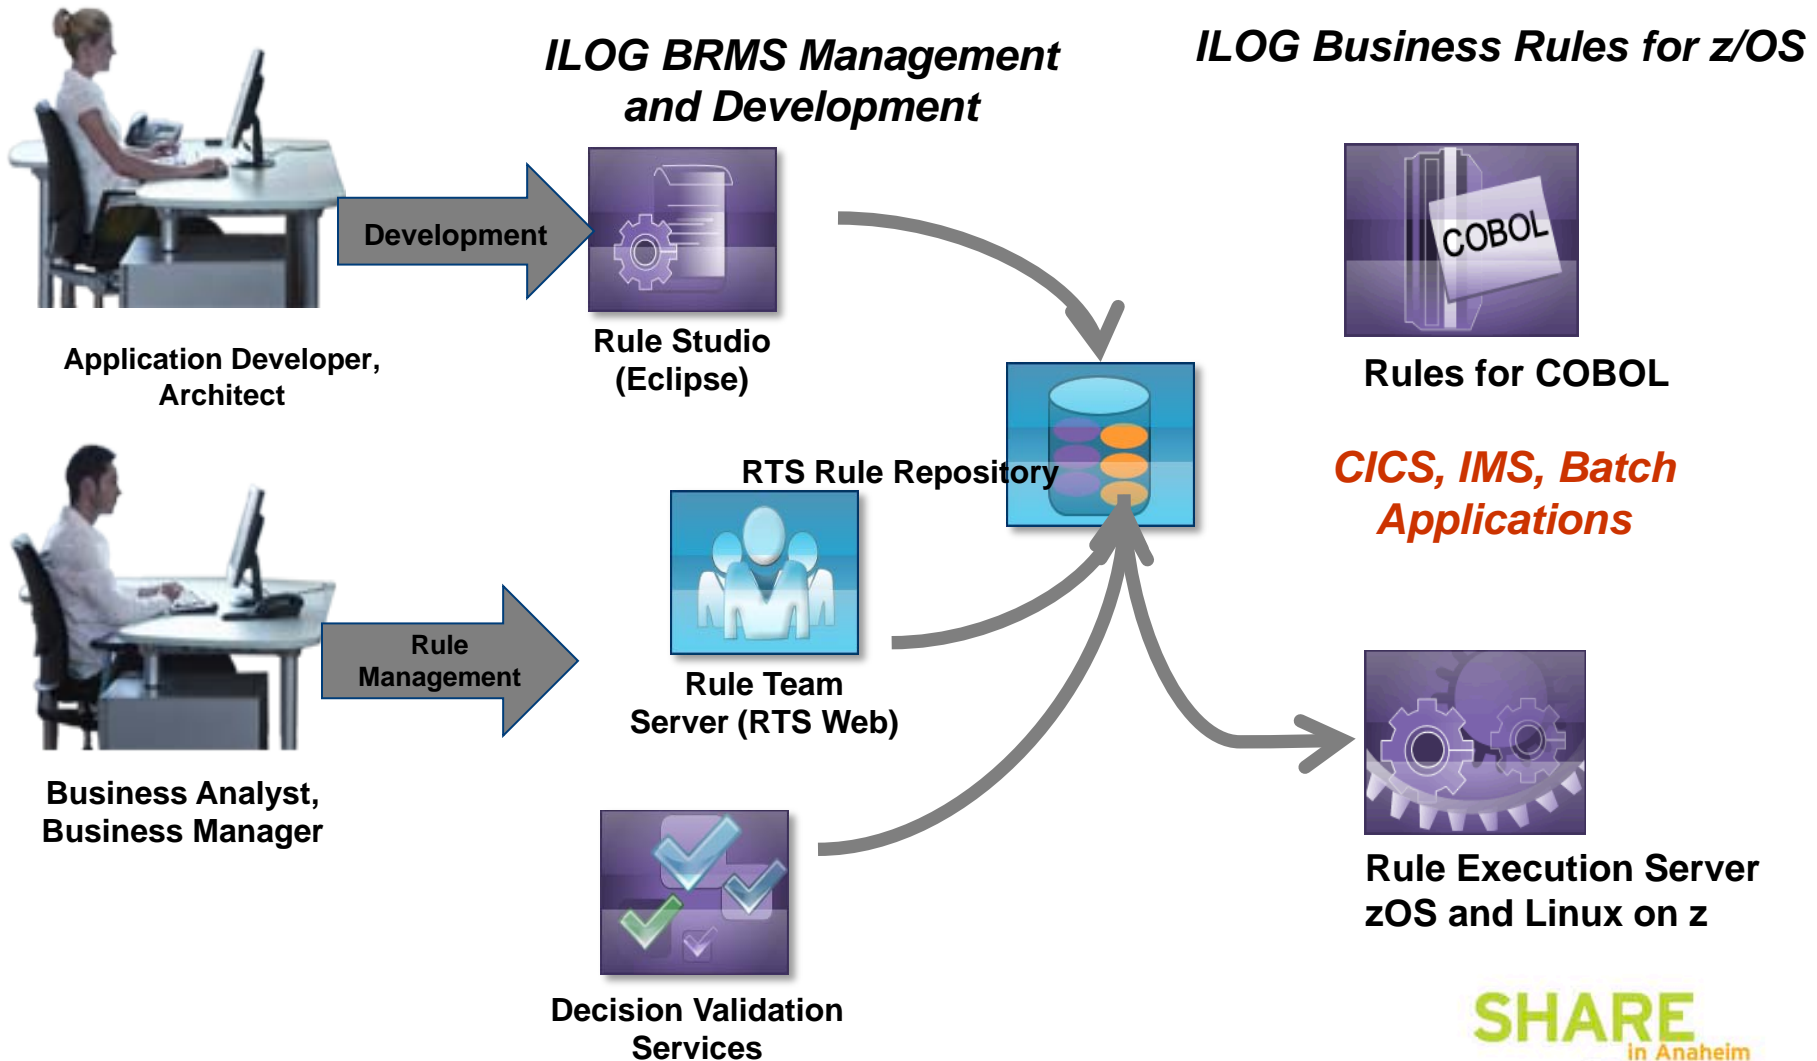 ILOG BRMS Management
and Development
ILOG Business Rules for z/OS
Development
Application Developer,
Architect
Rule Studio
(Eclipse)
COBOL
Rules for COBOL
RTS Rule Repository
CICS, IMS, Batch
Applications
Rule
Management
Rule Team
Server (RTS Web)
Business Analyst,
Business Manager
Rule Execution Server
zOS and Linux on z
Decision Validation
Services
SHARE
in Anaheim